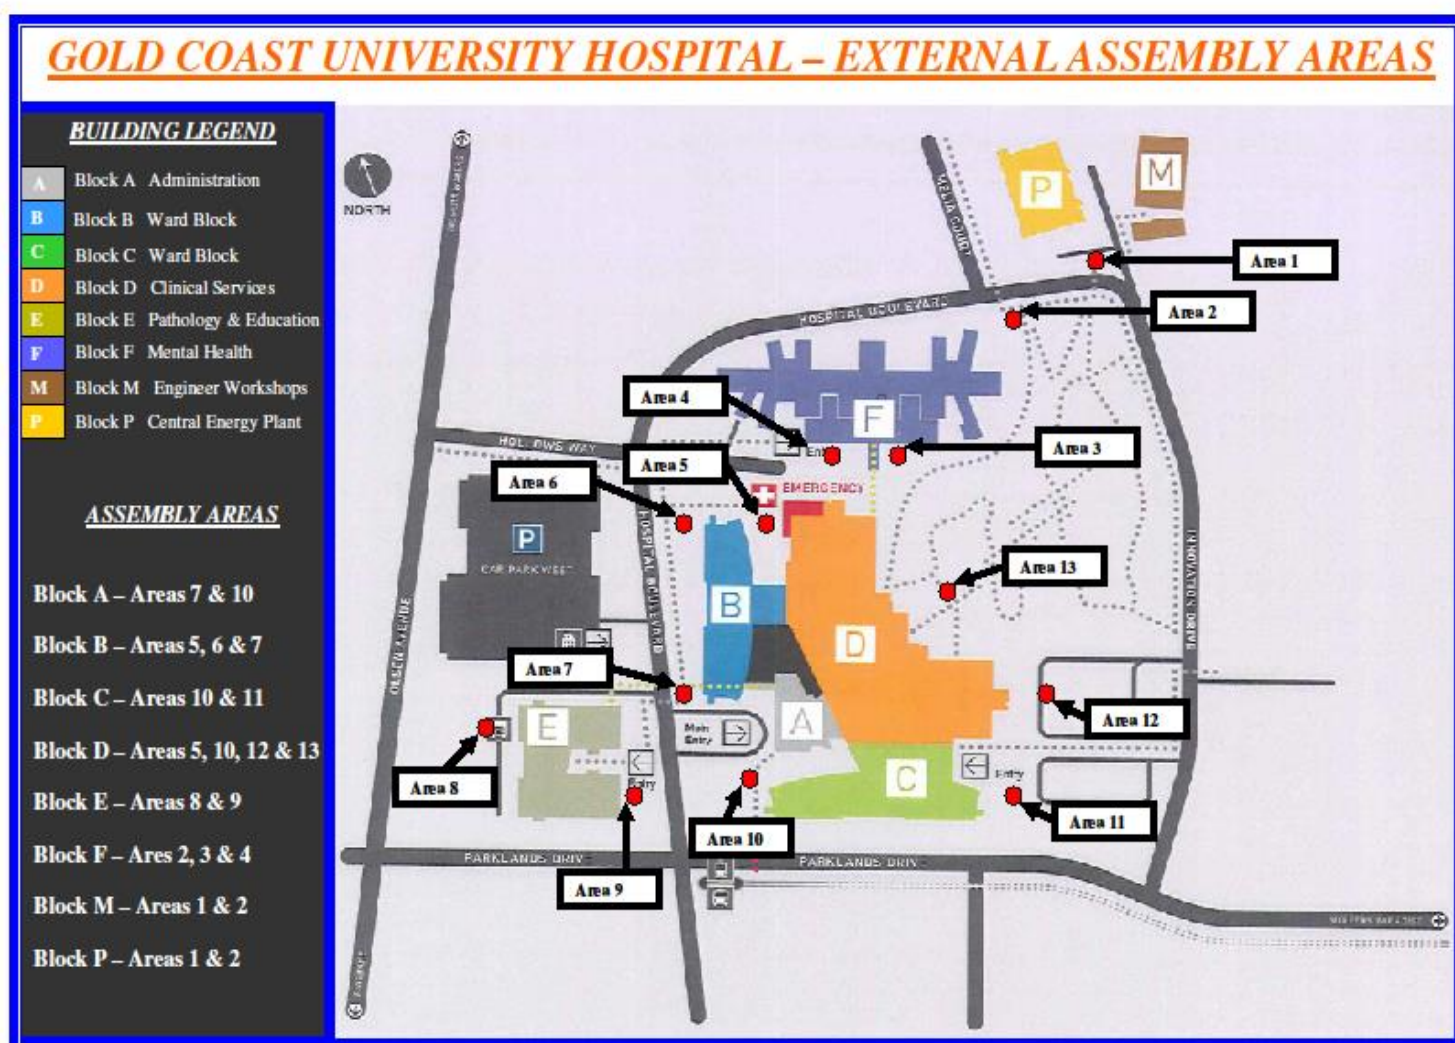 GOLD COAST UNIVERSITY HOSPITAL – EXTERNAL ASSEMBLY AREAS
BUILDING LEGEND
A Block A Administration
B Block B Ward Block
C Block C Ward Block
D Block D Clinical Services
E Block E Pathology & Education
F Block F Mental Health
M Block M Engineer Workshops
P Block P Central Energy Plant
ASSEMBLY AREAS
Block A – Areas 7 & 10
Block B – Areas 5, 6 & 7
Block C – Areas 10 & 11
Block D – Areas 5, 10, 12 & 13
Block E – Areas 8 & 9
Block F – Ares 2, 3 & 4
Block M – Areas 1 & 2
Block P – Areas 1 & 2
NORTH
P
M
MELIA COURT
Area 1
Area 2
HOSPITAL BOULEVARD
Area 4
F
Area 3
WAY
Area 5
Area 6
EMERGENCY
P
CAR PARK WEST
HOSPITAL BOULEVARD
INNOVATION DRIVE
Area 13
B
D
OLSEN AVENUE
Area 7
A
Main
Entry
E
Area 12
Area 8
Entry
C
Entry
Area 10
Area 11
PARKLANDS DRIV
PARKLANDS DRIV
Area 9